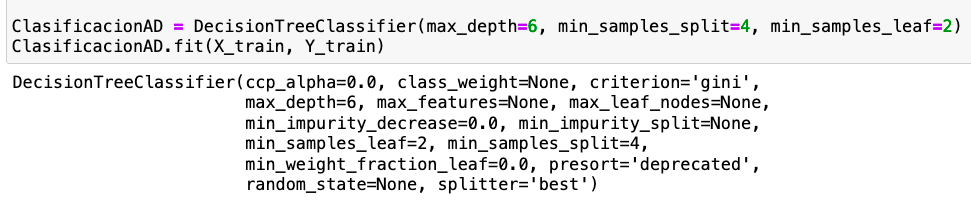 ClasificacionAD = DecisionTreeClassifier(max_depth=6, min_samples_split=4, min_samples_leaf=2)
ClasificacionAD.fit(X_train, Y_train)
DecisionTreeClassifier(ccp_alpha=0.0, class_weight=None, criterion='gini',
                       max_depth=6, max_features=None, max_leaf_nodes=None,
                       min_impurity_decrease=0.0, min_impurity_split=None,
                       min_samples_leaf=2, min_samples_split=4,
                       min_weight_fraction_leaf=0.0, presort='deprecated',
                       random_state=None, splitter='best')